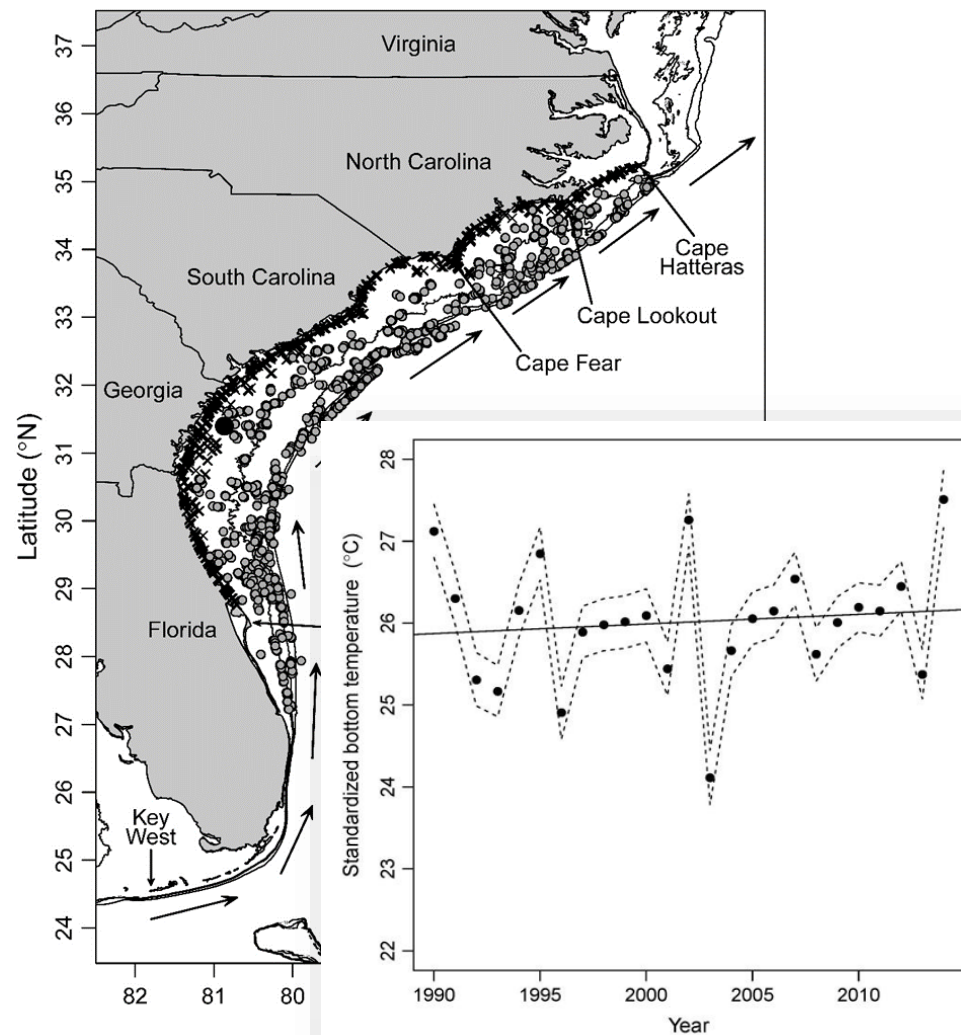 Virginia
North Carolina
South Carolina
Georgia
Florida
Cape
Hatteras
Cape Lookout
Cape Fear
Key
West
Latitude (°N)
37
36
35
34
33
32
31
30
29
28
27
26
25
24
82
81
80
Standardized bottom temperature (°C)
28
27
26
25
24
23
22
1990
1995
2000
2005
2010
Year